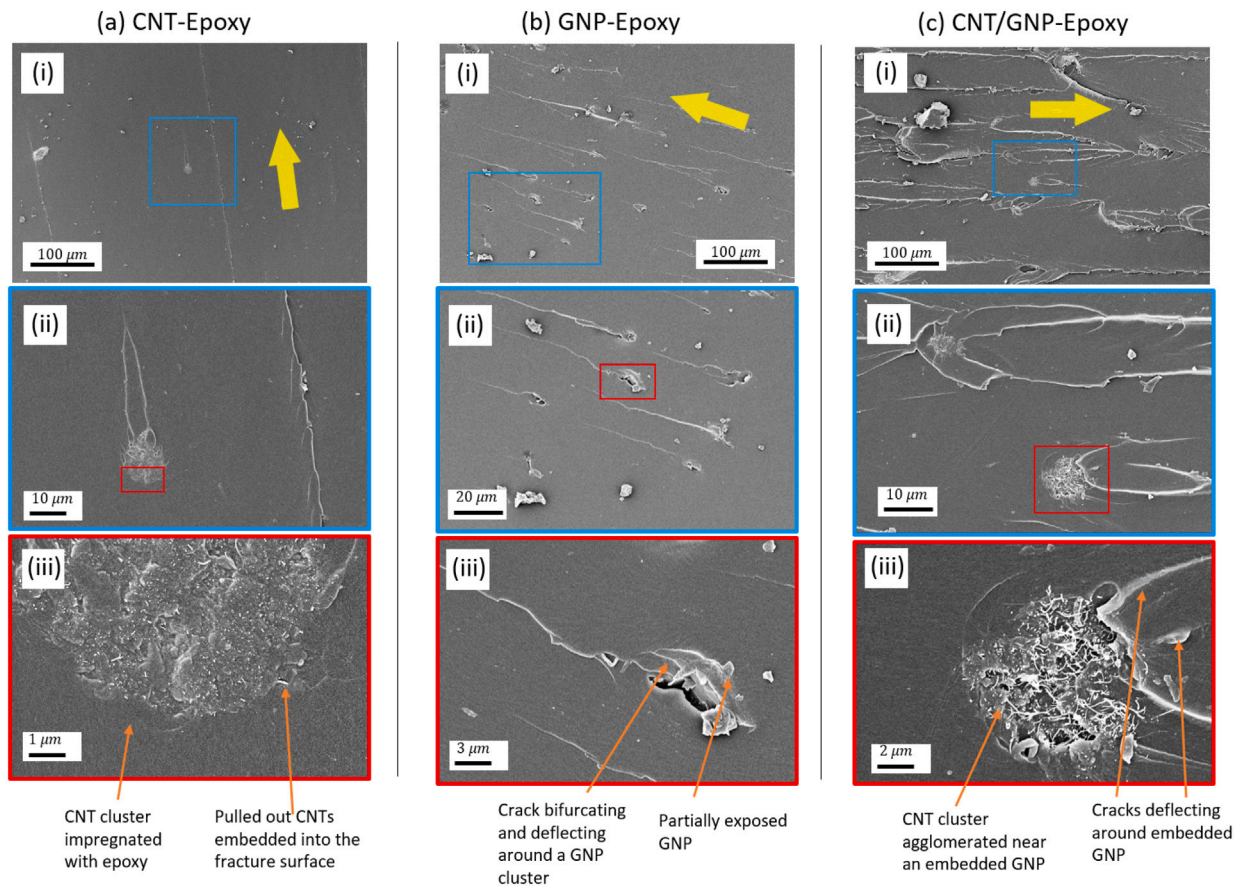 (a) CNT-Epoxy
(b) GNP-Epoxy
(c) CNT/GNP-Epoxy
(i)
100 μm
(i)
100 μm
(i)
100 μm
(ii)
10 μm
(ii)
20 μm
(ii)
10 μm
(iii)
1 μm
(iii)
3 μm
(iii)
2 μm
CNT cluster
impregnated
with epoxy
Pulled out CNTs
embedded into the
fracture surface
Crack bifurcating
and deflecting
around a GNP
cluster
Partially exposed
GNP
CNT cluster
agglomerated near
an embedded GNP
Cracks deflecting
around embedded
GNP